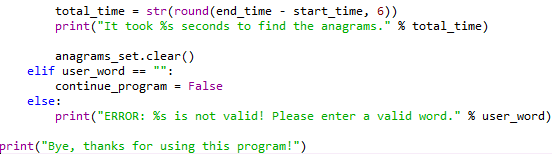 total_time = str(round(end_time - start_time, 6))
print("It took %s seconds to find the anagrams." % total_time)
anagrams_set.clear()
elif user_word == "":
continue_program = False
else:
print("ERROR: %s is not valid! Please enter a valid word." % user_word)
print("Bye, thanks for using this program!")